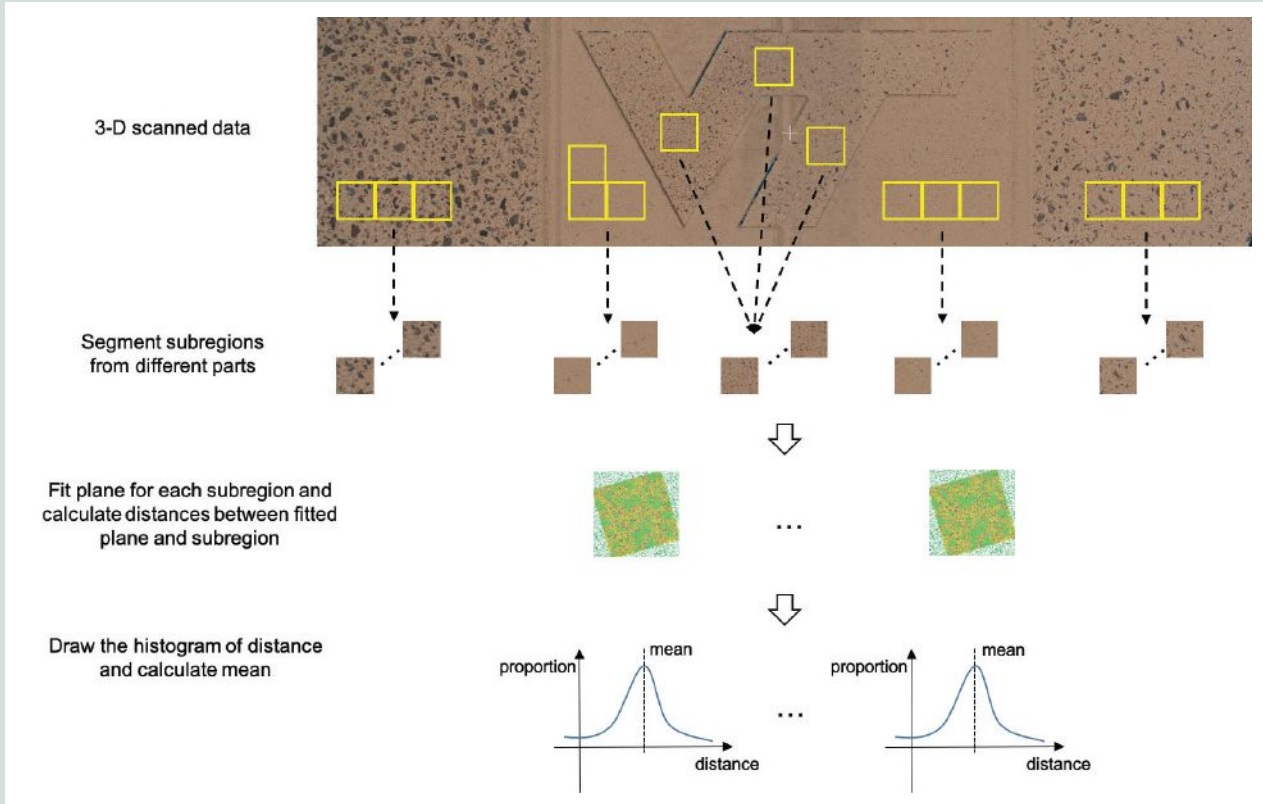 3-D scanned data
Segment subregions
from different parts
Fit plane for each subregion and
calculate distances between fitted
plane and subregion
...
Draw the histogram of distance
and calculate mean
proportion
mean
distance
...
proportion
mean
distance